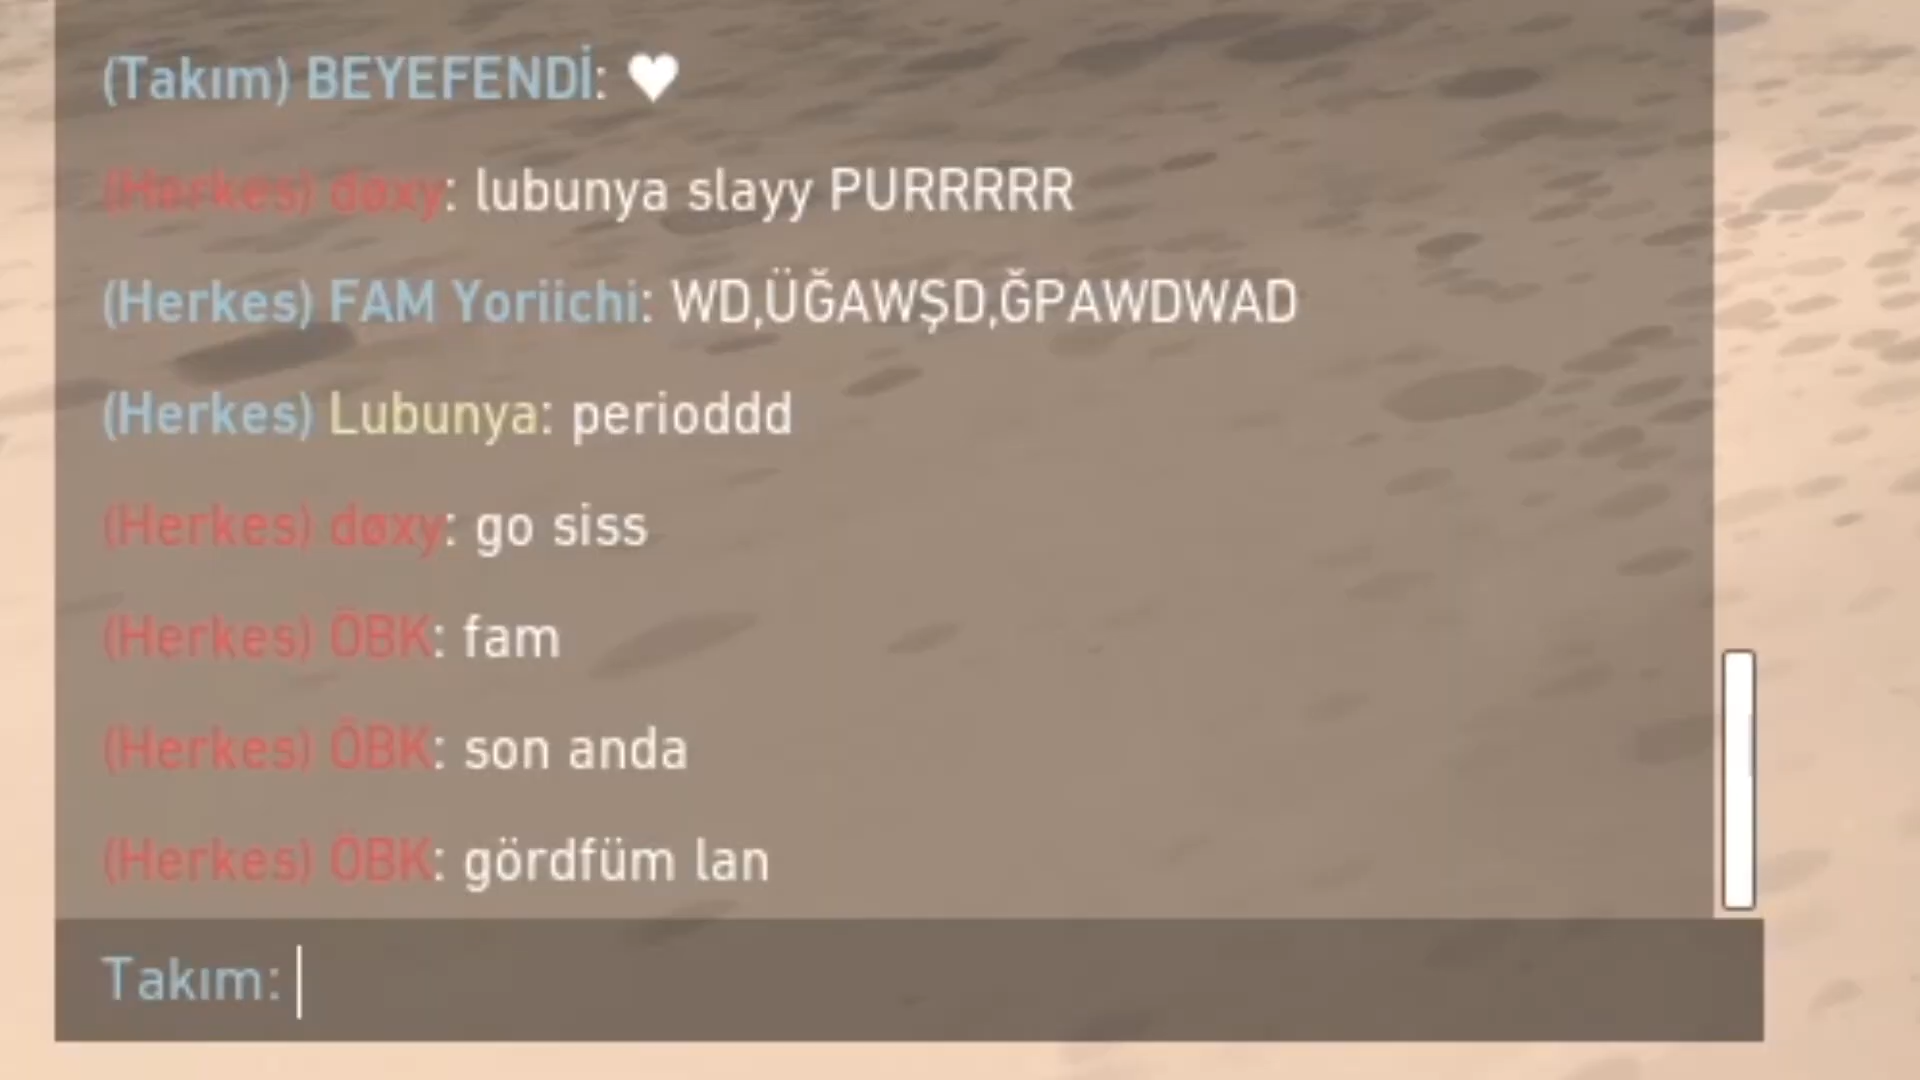 (Takım) BEYEFENDİ: ♥
(Herkes) døxy: lubunya slayy PURRRRR
(Herkes) FAM Yoriichi: WD,ÜĞAWŞD,ĞPAWDWAD
(Herkes) Lubunya: perioddd
(Herkes) døxy: go siss
(Herkes) ÖBK: fam
(Herkes) ÖBK: son anda
(Herkes) ÖBK: gördfüm lan
Takım: